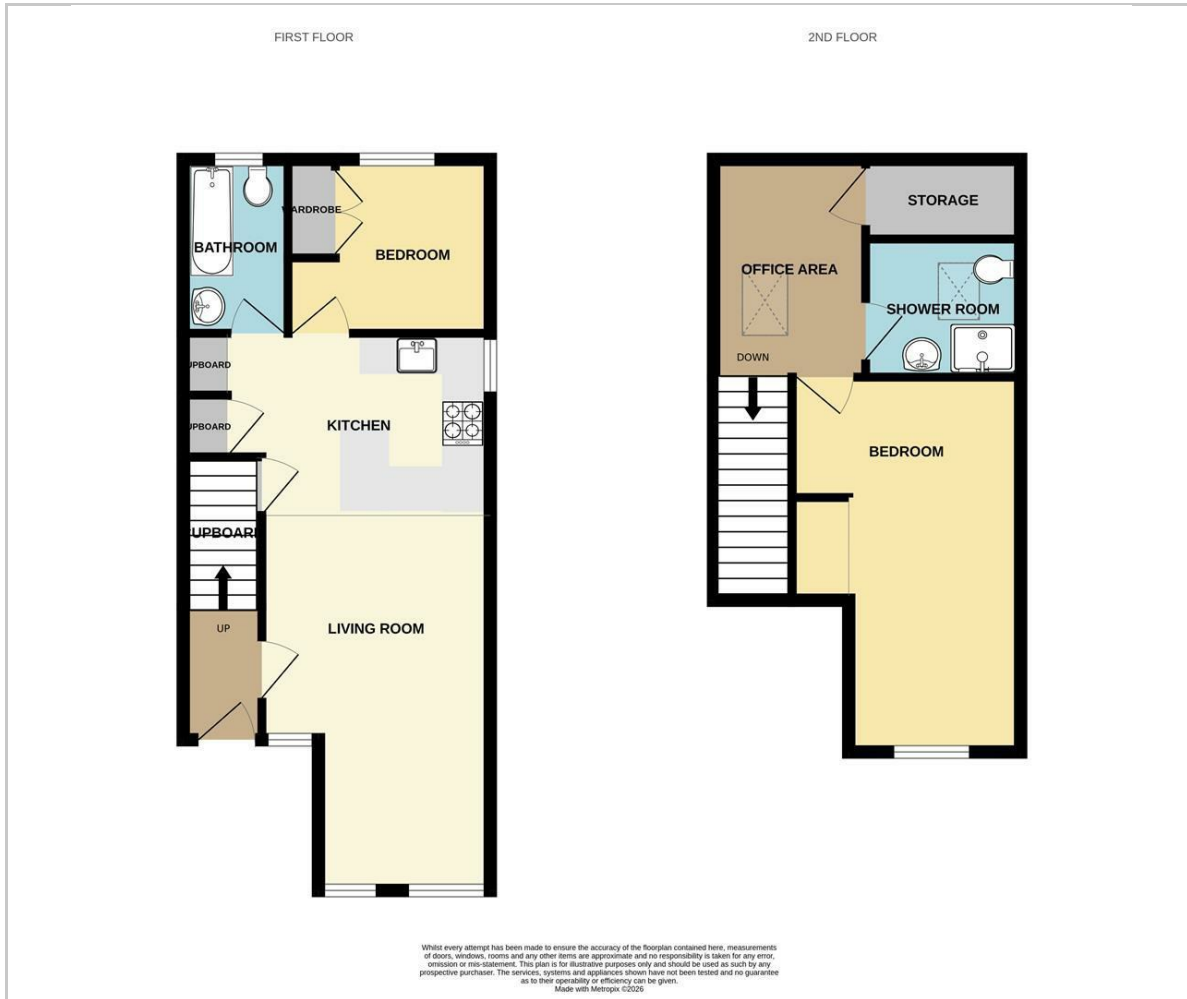 FIRST FLOOR
2ND FLOOR
WARDROBE
BATHROOM
BEDROOM
UPBOARD
UPBOARD
KITCHEN
UPBOARD
UP
LIVING ROOM
STORAGE
OFFICE AREA
SHOWER ROOM
DOWN
BEDROOM
Whilst every attempt has been made to ensure the accuracy of the floorplan contained here, measurements
of doors, windows, rooms and any other items are approximate and no responsibility is taken for any error,
omission or mis-statement. This plan is for illustrative purposes only and should be used as such by any
prospective purchaser. The services, systems and appliances shown have not been tested and no guarantee
as to their operability or efficiency can be given.
Made with Metropix ©2026